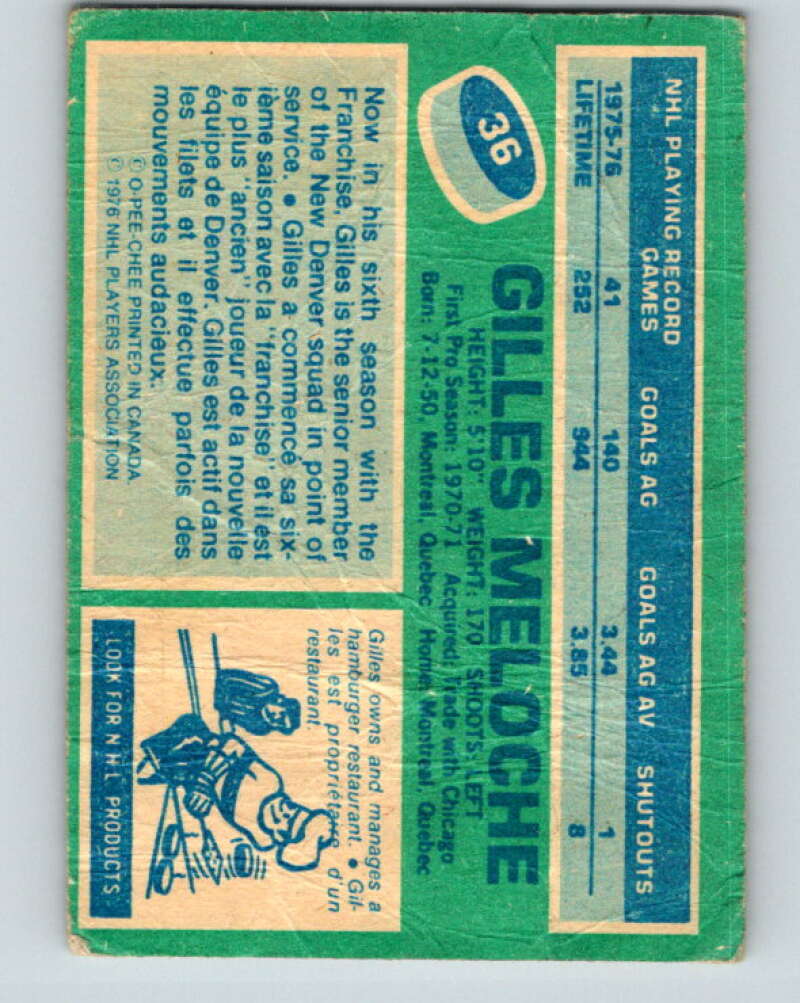 NHL PLAYING RECORD
GAMES GOALS AG GOALS AG AV SHUTOUTS
1975-76 41 140 3.44 1
LIFETIME 252 944 3.85 8
36
GILLES MELOCHE
HEIGHT: 5'10" WEIGHT: 170 SHOOTS: LEFT
First Pro Season: 1970-71 Acquired: Trade with Chicago
Born: 7-12-50, Montreal, Quebec Home: Montreal, Quebec
Now in his sixth season with the
Franchise, Gilles is the senior member
of the New Denver squad in point of
service. • Gilles a commencé sa six-
ième saison avec la "franchise" et il est
le plus "ancien" joueur de la nouvelle
équipe de Denver. Gilles est actif dans
les filets et il effectue parfois des
mouvements audacieux.
© O-PEE-CHEE PRINTED IN CANADA
© 1976 NHL PLAYERS ASSOCIATION
Gilles owns and manages a
hamburger restaurant. • Gil-
les est propriétaire d'un
restaurant.
LOOK FOR N H L PRODUCTS